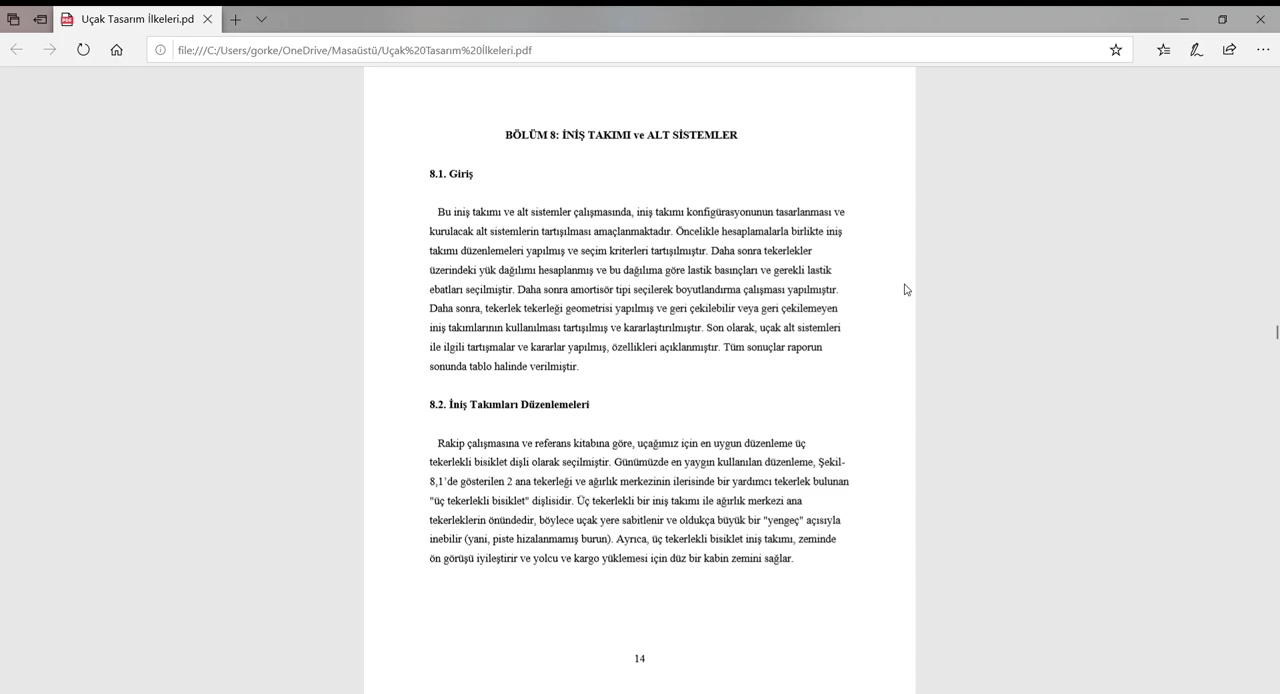 Uçak Tasarım İlkeleri.pd
file:///C:/Users/gorke/OneDrive/Masaüstü/Uçak%20Tasarım%20İlkeleri.pdf
BÖLÜM 8: İNİŞ TAKIMI ve ALT SİSTEMLER
8.1. Giriş
Bu iniş takımı ve alt sistemler çalışmasında, iniş takımı konfigürasyonunun tasarlanması ve
kurulacak alt sistemlerin tartışılması amaçlanmaktadır. Öncelikle hesaplamalarla birlikte iniş
takımı düzenlemeleri yapılmış ve seçim kriterleri tartışılmıştır. Daha sonra tekerlekler
üzerindeki yük dağılımı hesaplanmış ve bu dağılıma göre lastik basınçları ve gerekli lastik
ebatları seçilmiştir. Daha sonra amortisör tipi seçilerek boyutlandırma çalışması yapılmıştır.
Daha sonra, tekerlek tekerleği geometrisi yapılmış ve geri çekilebilir veya geri çekilemeyen
iniş takımlarının kullanılması tartışılmış ve kararlaştırılmıştır. Son olarak, uçak alt sistemleri
ile ilgili tartışmalar ve kararlar yapılmış, özellikleri açıklanmıştır. Tüm sonuçlar raporun
sonunda tablo halinde verilmiştir.
8.2. İniş Takımları Düzenlemeleri
Rakip çalışmasına ve referans kitabına göre, uçağımız için en uygun düzenleme üç
tekerlekli bisiklet dişli olarak seçilmiştir. Günümüzde en yaygın kullanılan düzenleme, Şekil-
8,1'de gösterilen 2 ana tekerleği ve ağırlık merkezinin ilerisinde bir yardımcı tekerlek bulunan
"üç tekerlekli bisiklet" dişlisidir. Üç tekerlekli bir iniş takımı ile ağırlık merkezi ana
tekerleklerin önündedir, böylece uçak yere sabitlenir ve oldukça büyük bir "yengeç" açısıyla
inebilir (yani, piste hizalanmamış burun). Ayrıca, üç tekerlekli bisiklet iniş takımı, zeminde
ön görüşü iyileştirir ve yolcu ve kargo yüklemesi için düz bir kabin zemini sağlar.
14